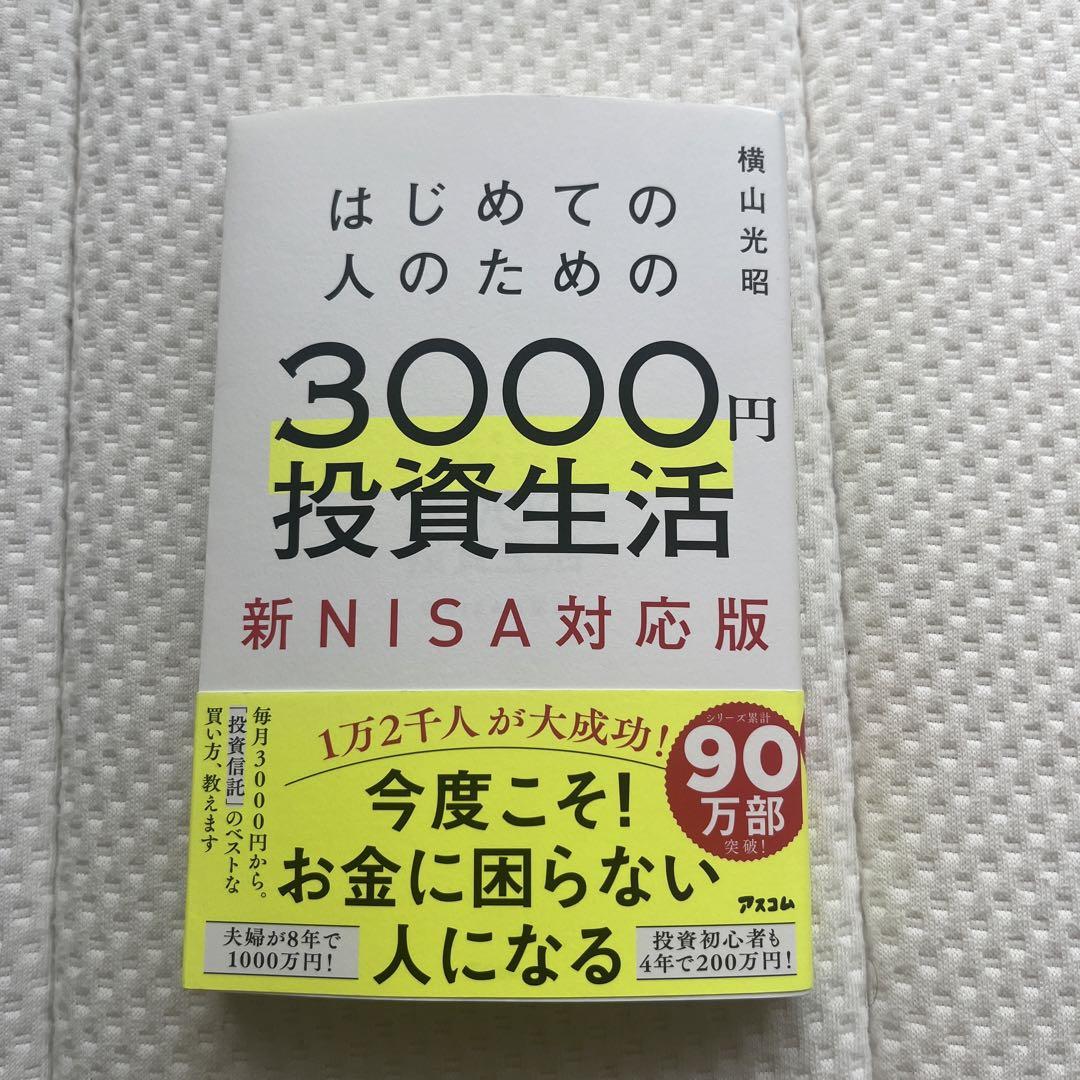 はじめての
人のための
3000円
投資生活
新NISA対応版
横山光昭
1万2千人が大成功!
今度こそ!
お金に困らない
人になる
毎月3000円から。
「投資信託」のベストな
買い方、教えます
シリーズ累計
90
万部
突破!
アスコム
夫婦が8年で
1000万円!
投資初心者も
4年で200万円!